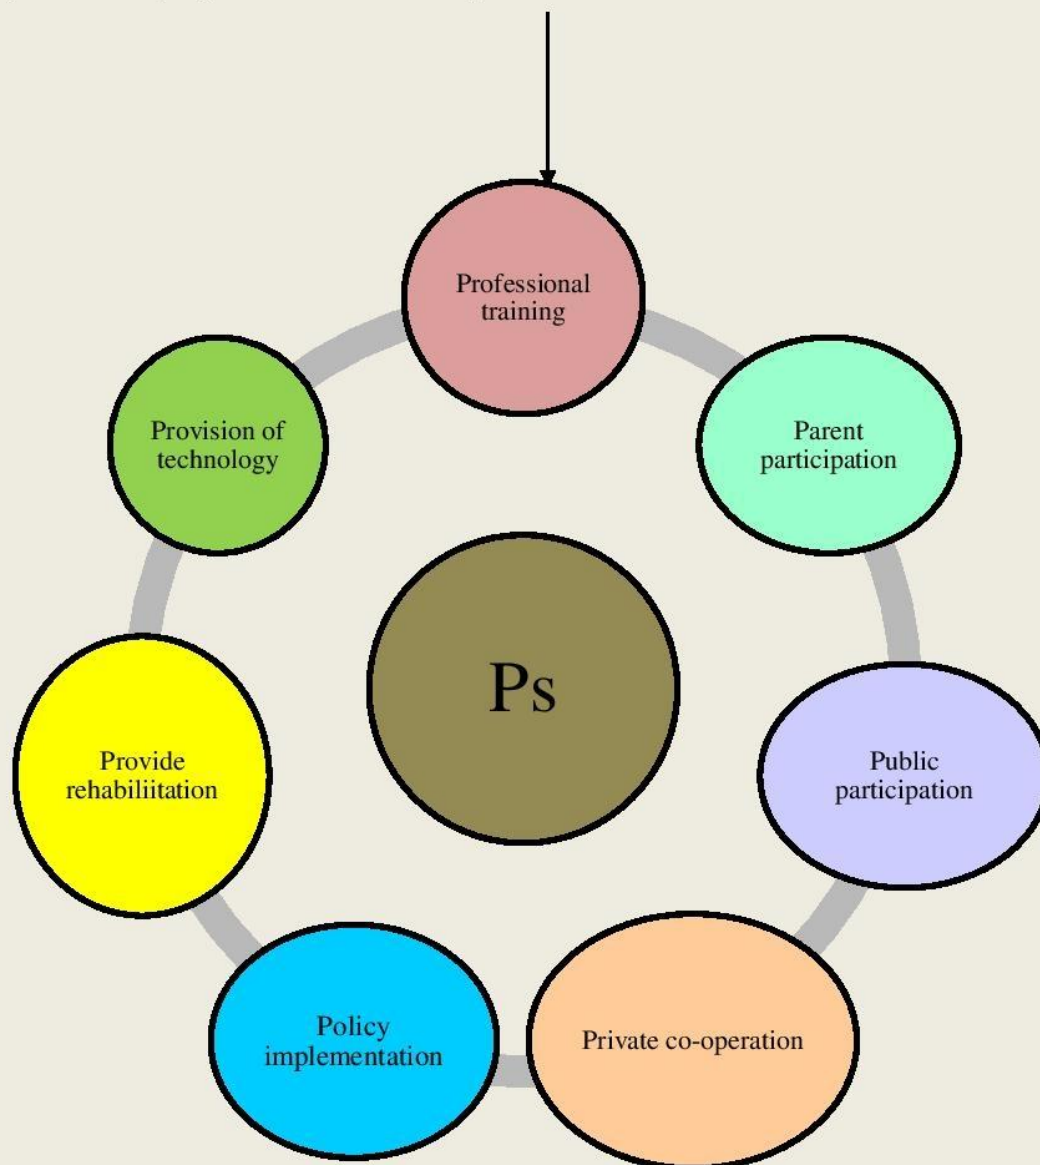 Professional
training
Parent
participation
Public
participation
Private co-operation
Policy
implementation
Provide
rehabiliitation
Provision of
technology
Ps